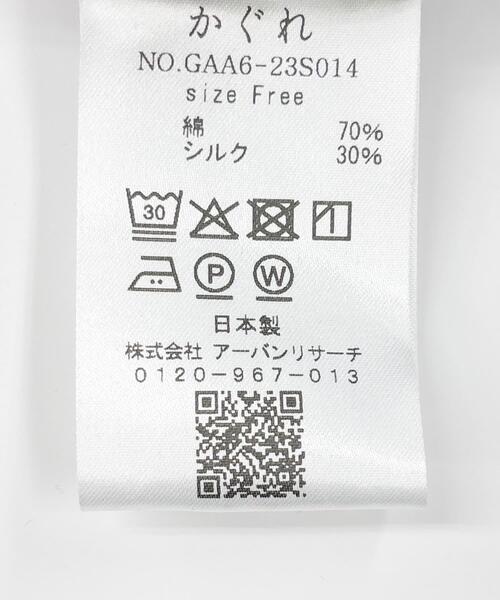 かぐれ
NO.GAA6-23S014
size Free
綿 70%
シルク 30%
30
P W
日本製
株式会社 アーバンリサーチ
0120-967-013